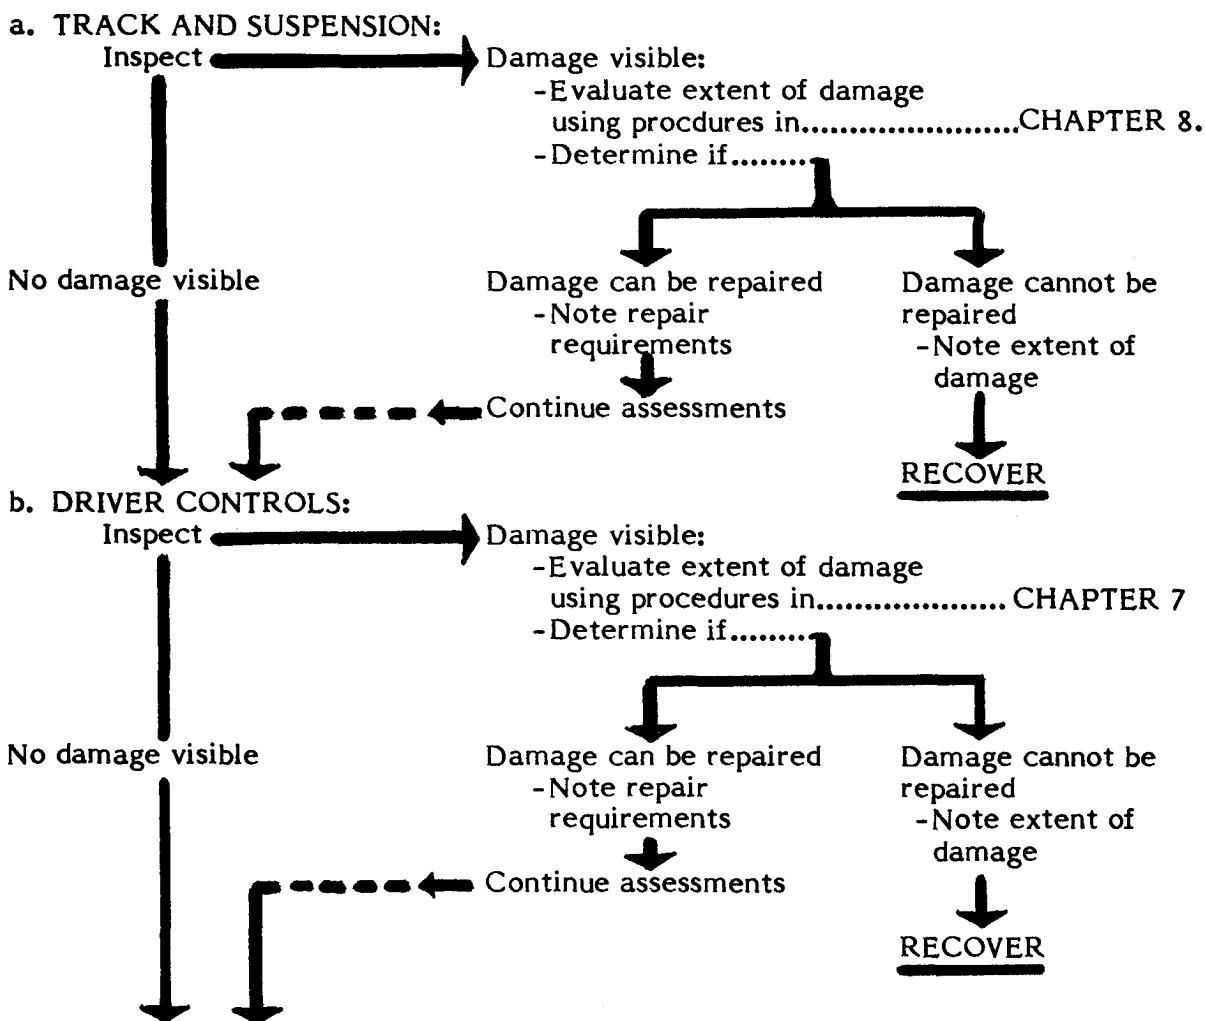 a. TRACK AND SUSPENSION:
Inspect
Damage visible:
-Evaluate extent of damage
using procdures in........................CHAPTER 8.
-Determine if.........
No damage visible
Damage can be repaired
-Note repair
requirements
Damage cannot be
repaired
-Note extent of
damage
Continue assessments
RECOVER
b. DRIVER CONTROLS:
Inspect
Damage visible:
-Evaluate extent of damage
using procedures in..................... CHAPTER 7
-Determine if.........
No damage visible
Damage can be repaired
-Note repair
requirements
Damage cannot be
repaired
-Note extent of
damage
Continue assessments
RECOVER